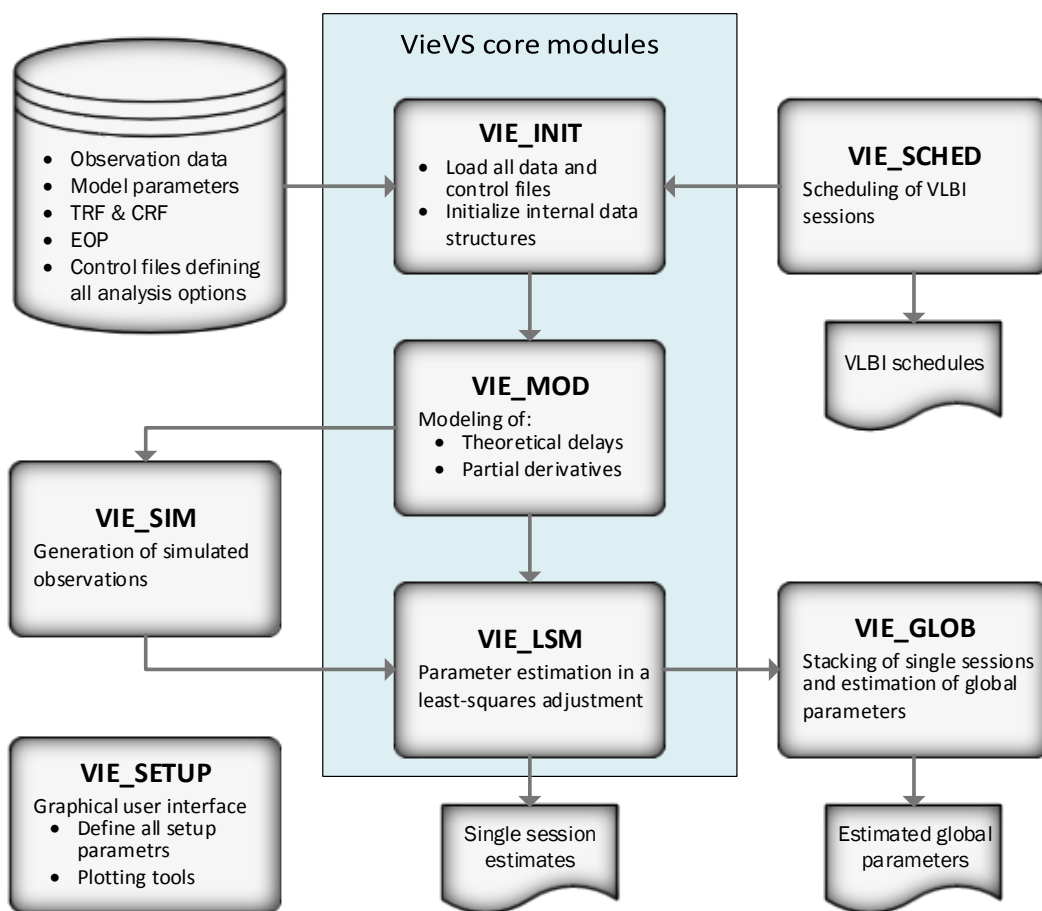 VieVS core modules
• Observation data
• Model parameters
• TRF & CRF
• EOP
• Control files defining
all analysis options
VIE_INIT
• Load all data and
control files
• Initialize internal data
structures
VIE_SCHED
Scheduling of VLBI
sessions
VLBI schedules
VIE_MOD
Modeling of:
• Theoretical delays
• Partial derivatives
VIE_SIM
Generation of simulated
observations
VIE_LSM
Parameter estimation in a
least-squares adjustment
VIE_GLOB
Stacking of single sessions
and estimation of global
parameters
VIE_SETUP
Graphical user interface
• Define all setup
parametrs
• Plotting tools
Single session
estimates
Estimated global
parameters